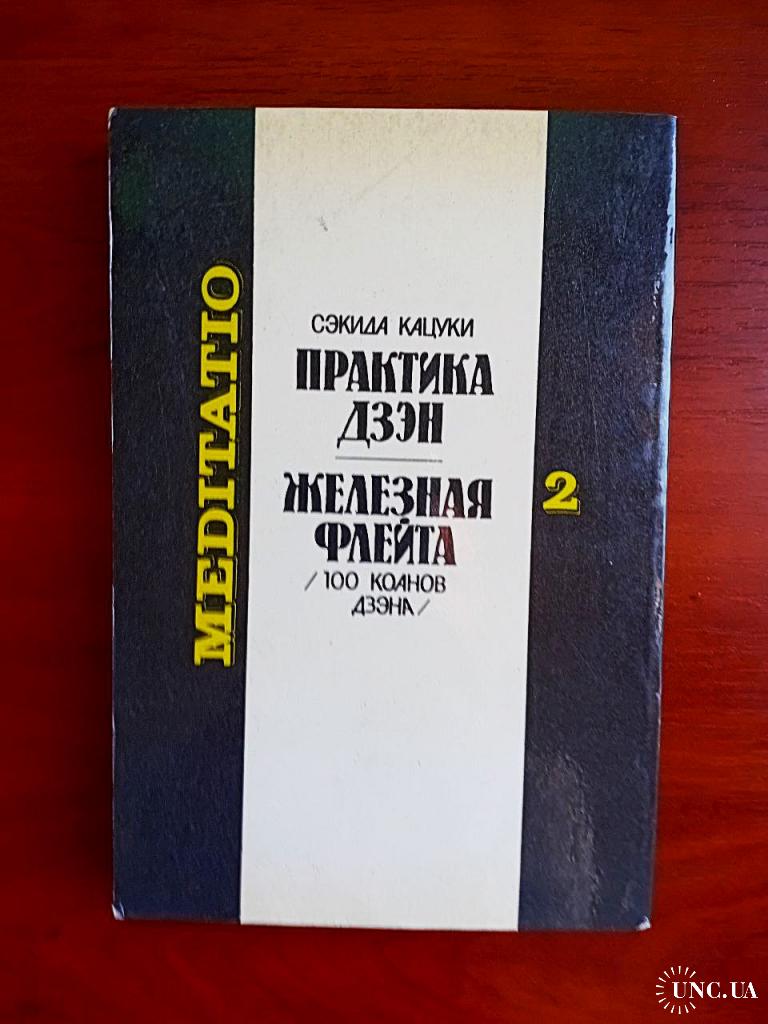 MEDITATIO
СЭКИДА КАЦУКИ
ПРАКТИКА
ДЗЭН
ЖЕЛЕЗНАЯ
ФЛЕЙТА
/100 КОАНОВ
ДЗЭНА/
2
UNC.UA